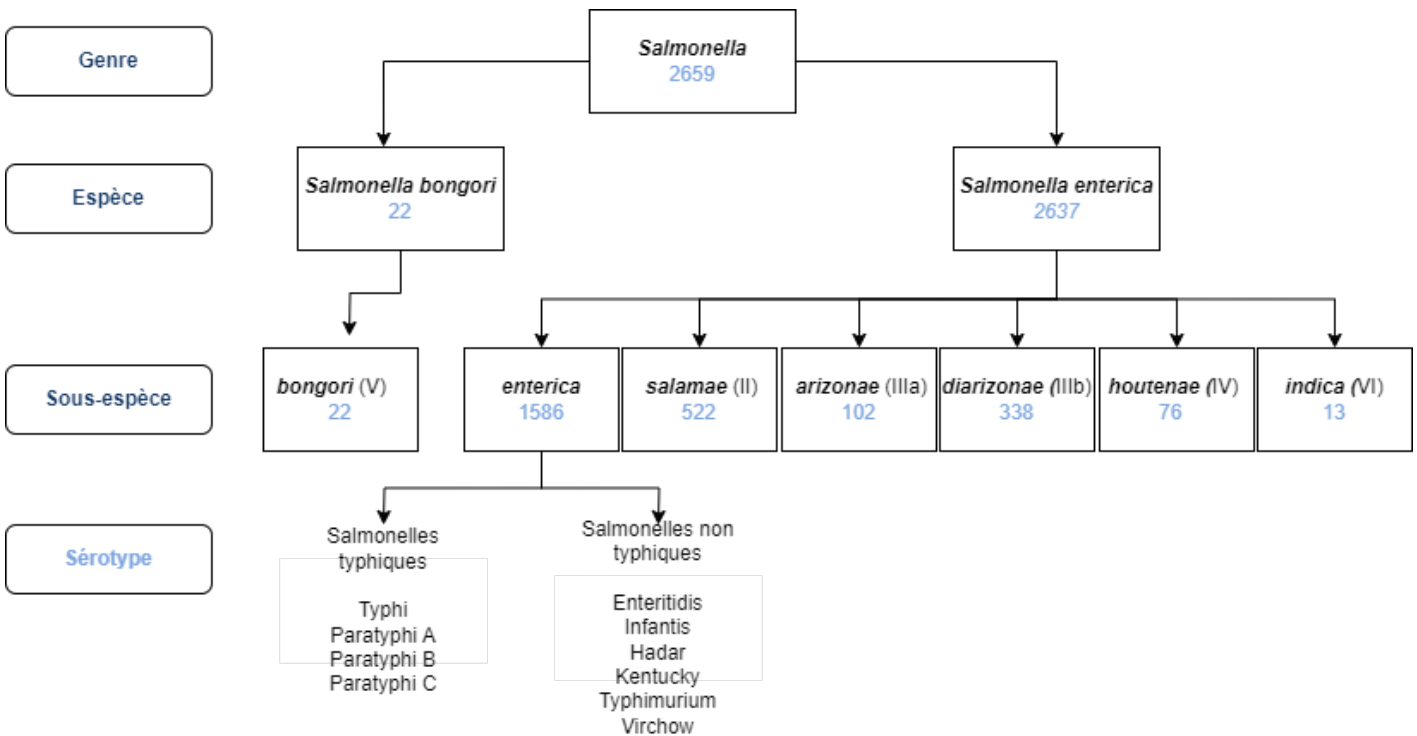 Genre
Salmonella
2659
Espèce
Salmonella bongori
22
Salmonella enterica
2637
Sous-espèce
bongori (V)
22
enterica
1586
salamae (II)
522
arizonae (IIIa)
102
diarizonae (IIIb)
338
houtenae (IV)
76
indica (VI)
13
Sérotype
Salmonelles
typhiques
Typhi
Paratyphi A
Paratyphi B
Paratyphi C
Salmonelles non
typhiques
Enteritidis
Infantis
Hadar
Kentucky
Typhimurium
Virchow